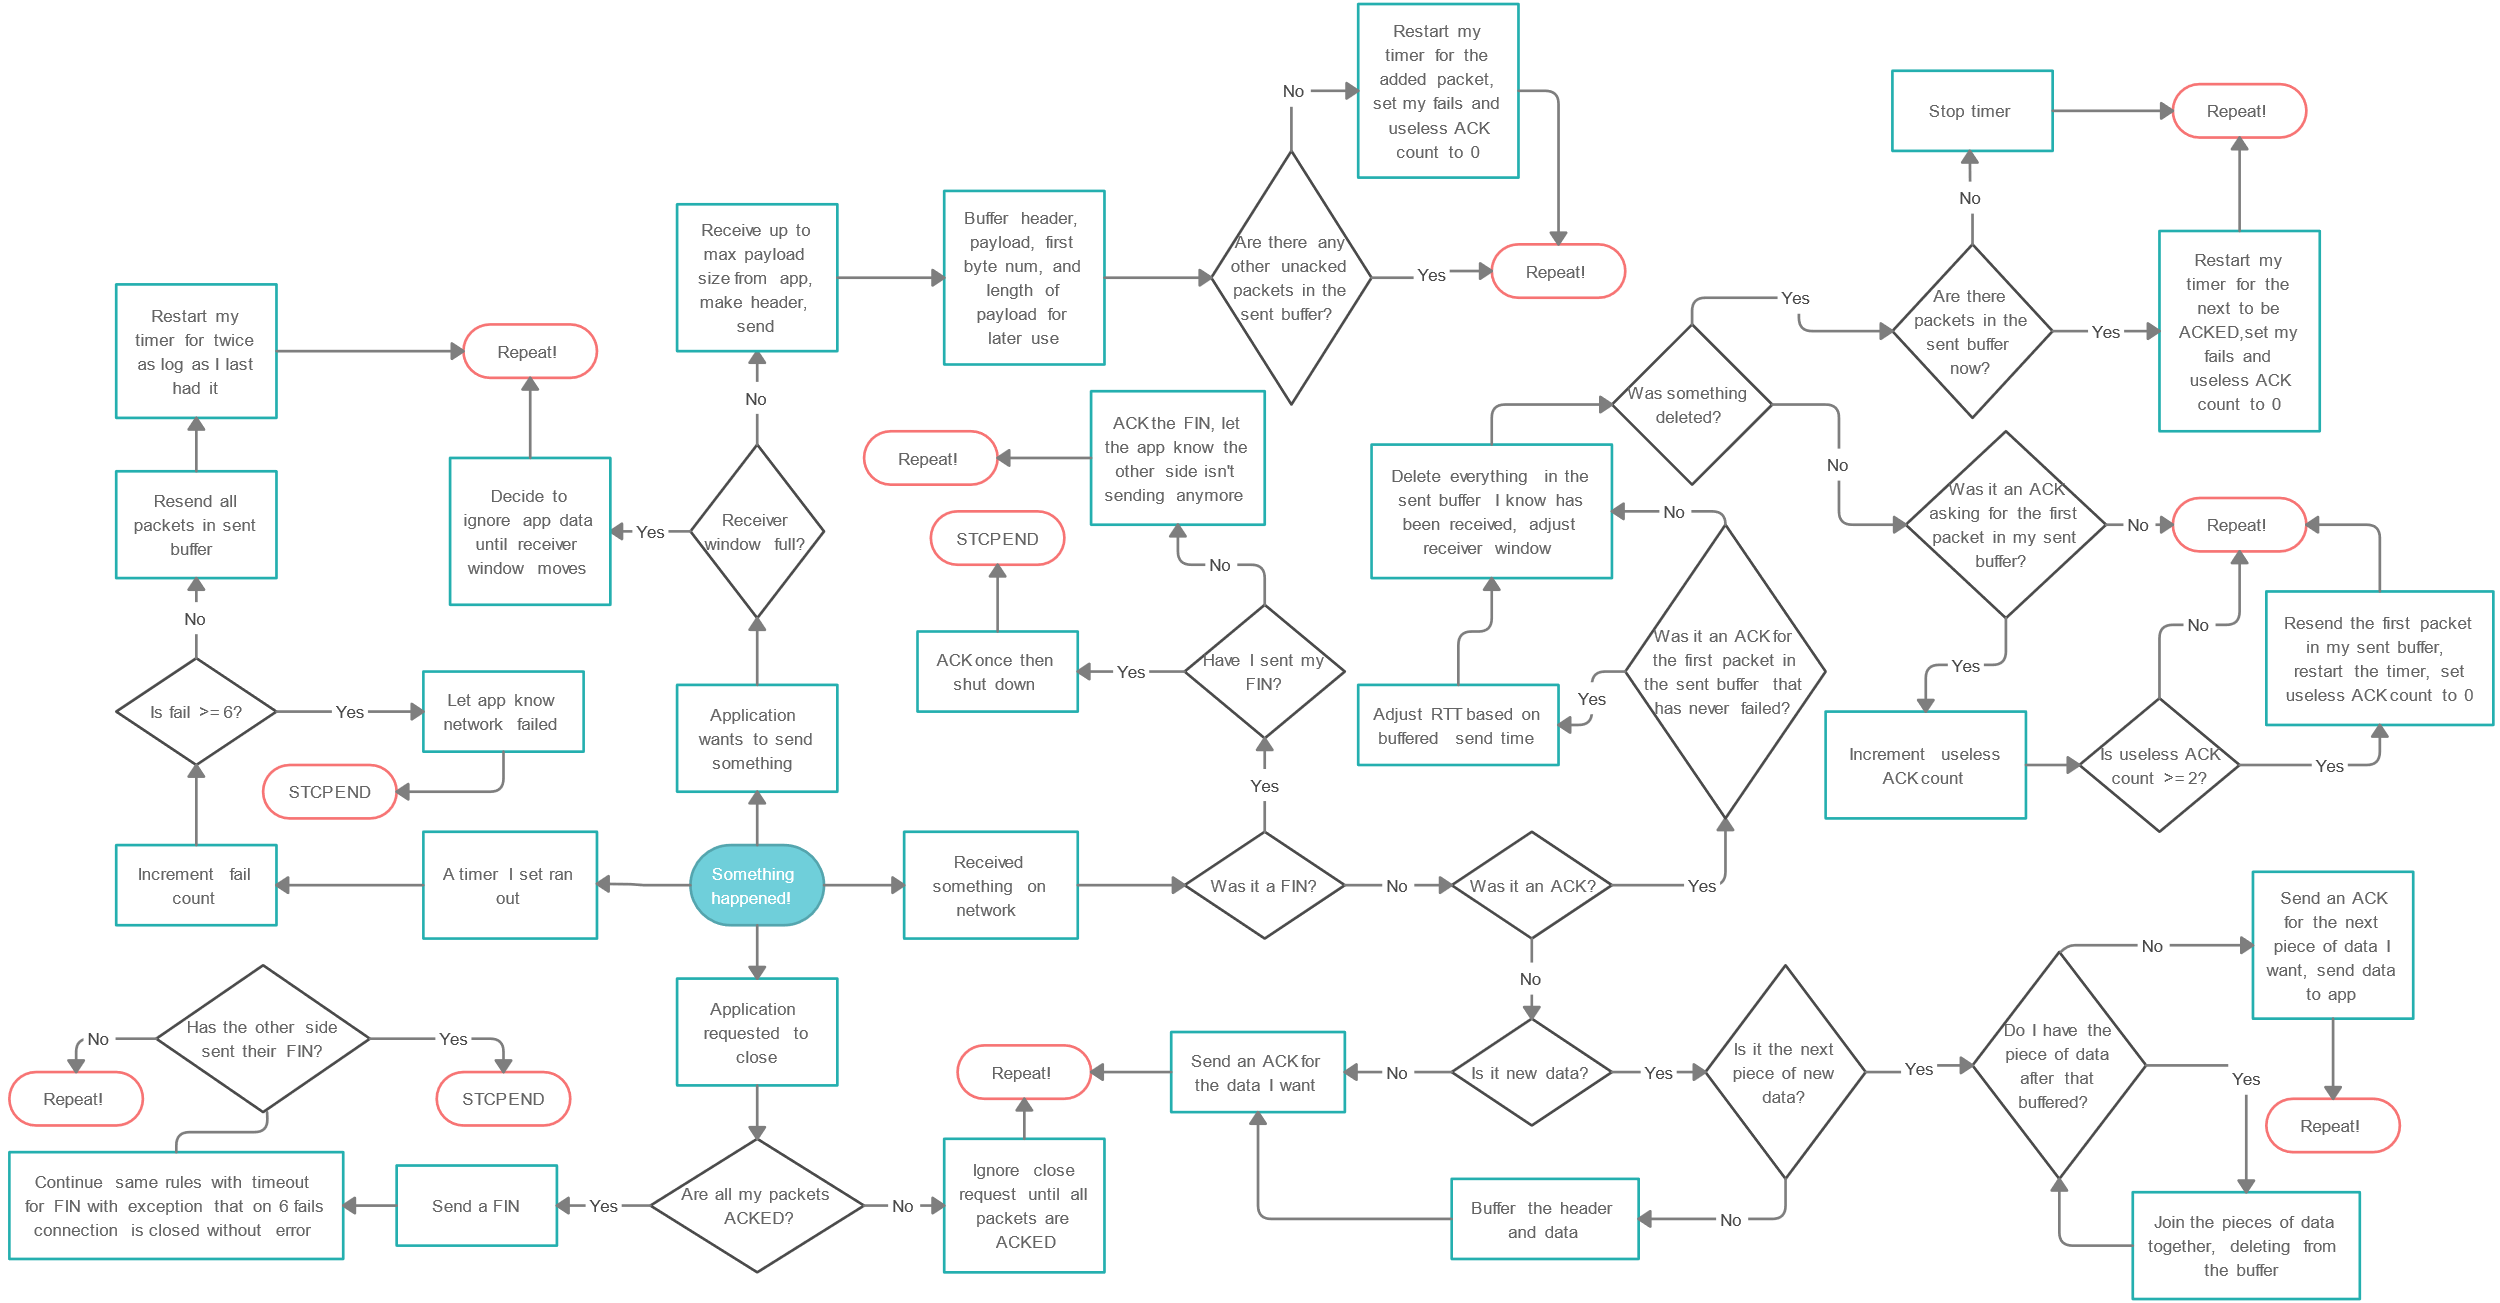 Restart my
timer for the
added packet,
set my fails and
useless ACK
count to 0
No
Stop timer
Repeat!
No
Receive up to
max payload
size from app,
make header,
send
Buffer header,
payload, first
byte num, and
length of
payload for
later use
Are there any
other unacked
packets in the
sent buffer?
Yes
Repeat!
Yes
Are there
packets in the
sent buffer
now?
Yes
Restart my
timer for the
next to be
ACKED,set my
fails and
useless ACK
count to 0
Restart my
timer for twice
as log as I last
had it
Repeat!
No
Was something
deleted?
No
ACK the FIN, let
the app know the
other side isn't
sending anymore
Repeat!
Resend all
packets in sent
buffer
Decide to
ignore app data
until receiver
window moves
Yes
Receiver
window full?
STCPEND
No
Delete everything in the
sent buffer I know has
been received, adjust
receiver window
No
Was it an ACK
asking for the first
packet in my sent
buffer?
No
Repeat!
No
Yes
No
Resend the first packet
in my sent buffer,
restart the timer, set
useless ACK count to 0
Is fail >= 6?
Yes
Let app know
network failed
STCPEND
Application
wants to send
something
ACK once then
shut down
Yes
Have I sent my
FIN?
Yes
Adjust RTT based on
buffered send time
Yes
Was it an ACK for
the first packet in
the sent buffer that
has never failed?
Increment useless
ACK count
Is useless ACK
count >= 2?
Yes
Increment fail
count
A timer I set ran
out
Something
happened!
Received
something on
network
Was it a FIN?
No
Was it an ACK?
Yes
No
Send an ACK
for the next
piece of data I
want, send data
to app
No
Has the other side
sent their FIN?
No
Yes
Repeat!
STCPEND
Application
requested to
close
Repeat!
Send an ACK for
the data I want
No
Is it new data?
Yes
Is it the next
piece of new
data?
Yes
Do I have the
piece of data
after that
buffered?
Yes
Repeat!
Continue same rules with timeout
for FIN with exception that on 6 fails
connection is closed without error
Send a FIN
Yes
Are all my packets
ACKED?
No
Ignore close
request until all
packets are
ACKED
Buffer the header
and data
No
Join the pieces of data
together, deleting from
the buffer